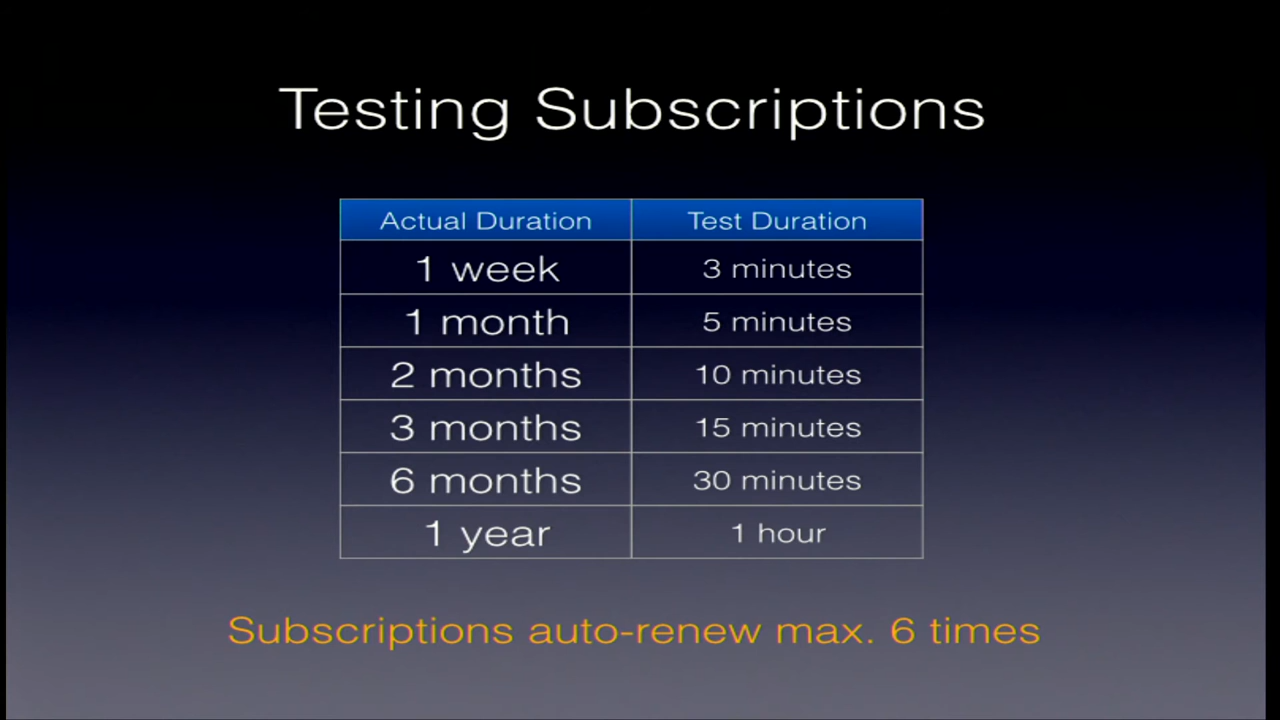 Testing Subscriptions
Actual Duration Test Duration
1 week 3 minutes
1 month 5 minutes
2 months 10 minutes
3 months 15 minutes
6 months 30 minutes
1 year 1 hour
Subscriptions auto-renew max. 6 times